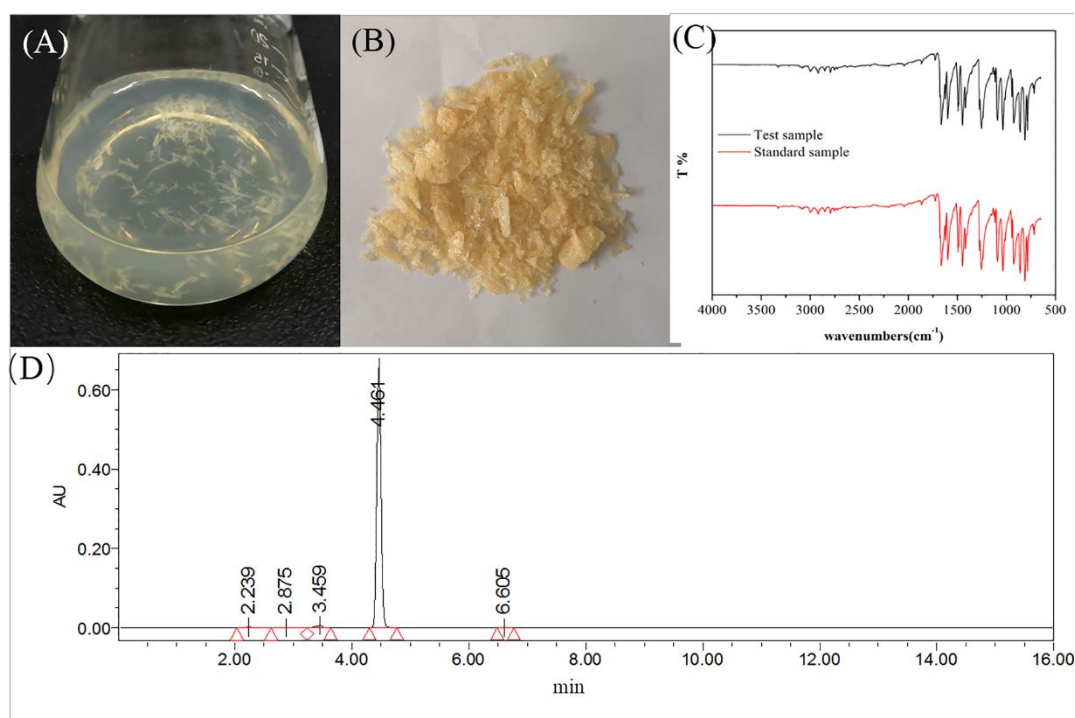 (A)
(B)
(C)
T %
Test sample
Standard sample
4000 3500 3000 2500 2000 1500 1000 500
wavenumbers(cm-1)
(D)
AU
0.60
0.40
0.20
0.00
2.239
2.875
3.459
4.461
6.605
2.00 4.00 6.00 8.00 10.00 12.00 14.00 16.00
min